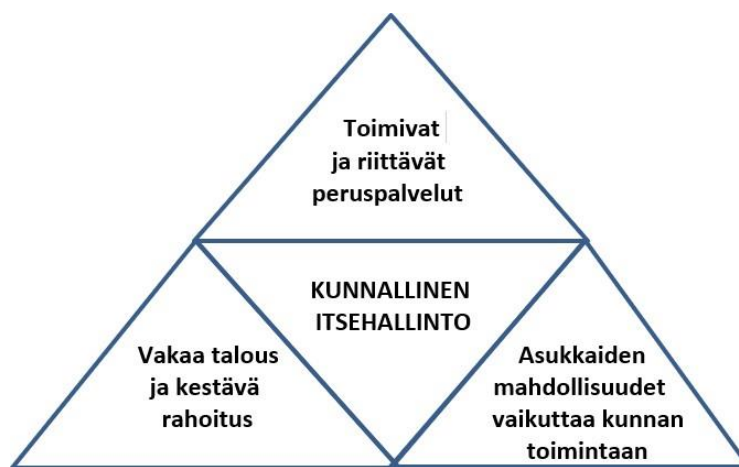 Toimivat
ja riittävät
peruspalvelut
KUNNALLINEN
ITSEHALLINTO
Vakaa talous
ja kestävä
rahoitus
Asukkaiden
mahdollisuudet
vaikuttaa kunnan
toimintaan